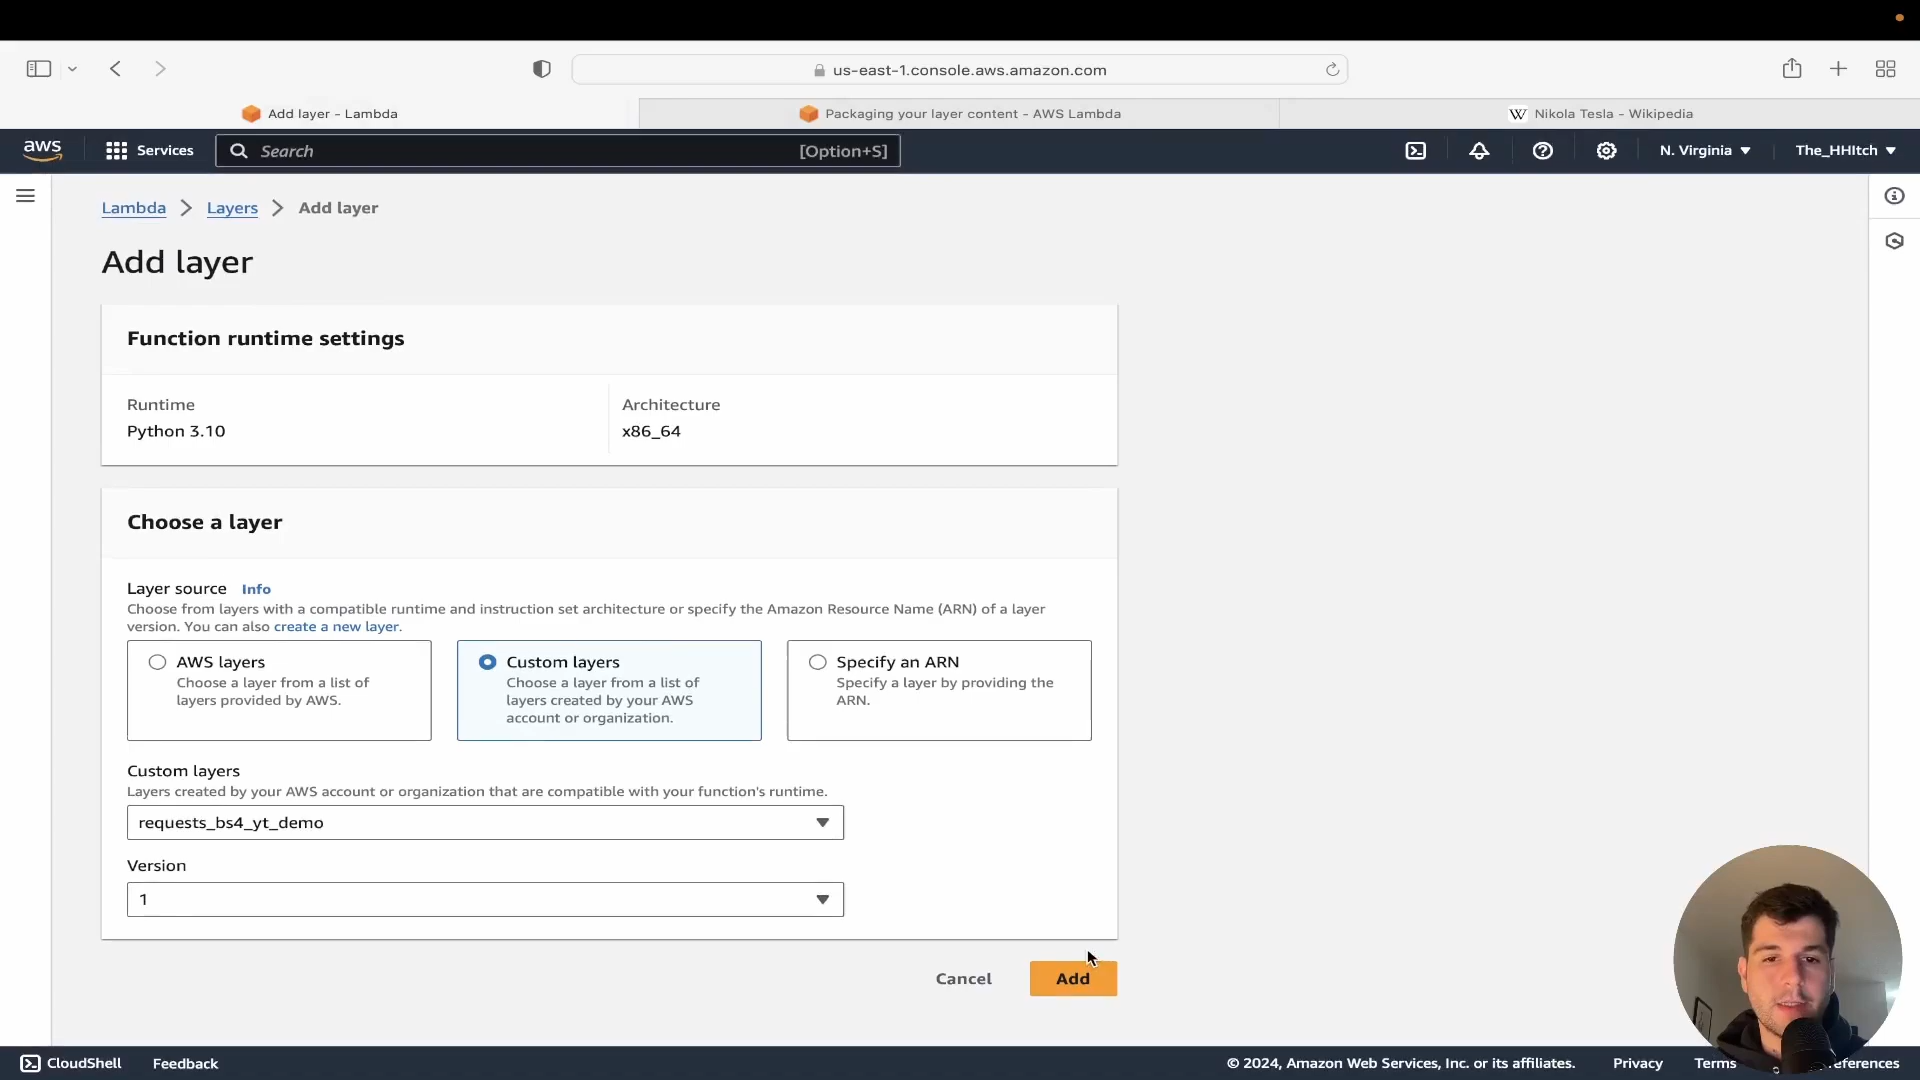 us-east-1.console.aws.amazon.com
Add layer - Lambda
Packaging your layer content - AWS Lambda
W Nikola Tesla - Wikipedia
aws
Services
Search [Option+S]
N. Virginia
The_HHItch
Lambda > Layers > Add layer
Add layer
Function runtime settings
Runtime
Python 3.10
Architecture
x86_64
Choose a layer
Layer source Info
Choose from layers with a compatible runtime and instruction set architecture or specify the Amazon Resource Name (ARN) of a layer
version. You can also create a new layer.
AWS layers
Choose a layer from a list of
layers provided by AWS.
Custom layers
Choose a layer from a list of
layers created by your AWS
account or organization.
Specify an ARN
Specify a layer by providing the
ARN.
Custom layers
Layers created by your AWS account or organization that are compatible with your function's runtime.
requests_bs4_yt_demo
Version
1
Cancel
Add
CloudShell
Feedback
© 2024, Amazon Web Services, Inc. or its affiliates.
Privacy
Terms